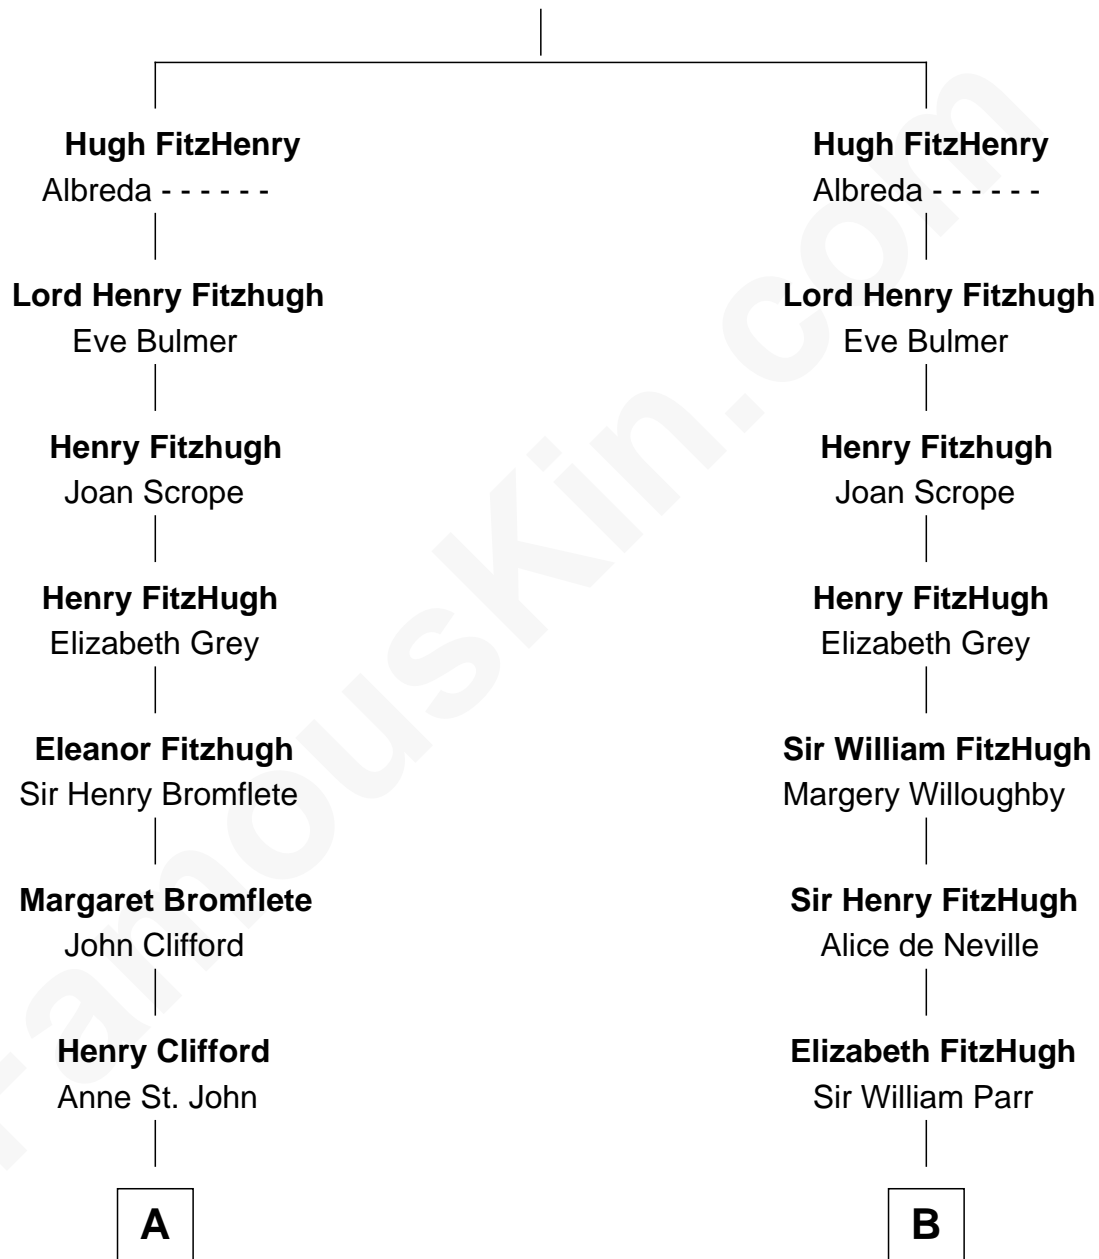 Hugh FitzHenry
Albreda - - - - - -
Lord Henry Fitzhugh
Eve Bulmer
Henry Fitzhugh
Joan Scrope
Henry FitzHugh
Elizabeth Grey
Eleanor Fitzhugh
Sir Henry Bromflete
Margaret Bromflete
John Clifford
Henry Clifford
Anne St. John
A
Hugh FitzHenry
Albreda - - - - - -
Lord Henry Fitzhugh
Eve Bulmer
Henry Fitzhugh
Joan Scrope
Henry FitzHugh
Elizabeth Grey
Sir William FitzHugh
Margery Willoughby
Sir Henry FitzHugh
Alice de Neville
Elizabeth FitzHugh
Sir William Parr
B
FamousKin.com